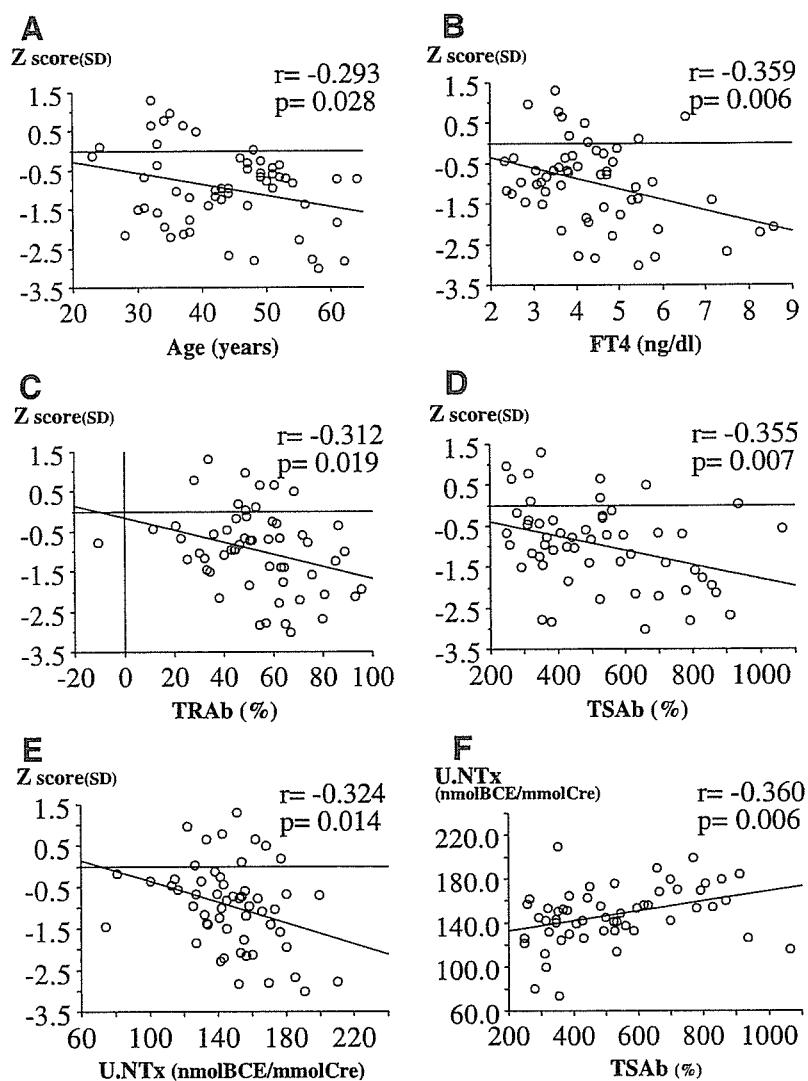 A
Z score(SD)
r= -0.293
p= 0.028
1.5
0.5
-0.5
-1.5
-2.5
-3.5
20 30 40 50 60
Age (years)
B
Z score(SD)
r= -0.359
p= 0.006
1.5
0.5
-0.5
-1.5
-2.5
-3.5
2 3 4 5 6 7 8 9
FT4 (ng/dl)
C
Z score(SD)
r= -0.312
p= 0.019
1.5
0.5
-0.5
-1.5
-2.5
-3.5
-20 0 20 40 60 80 100
TRAb (%)
D
Z score(SD)
r= -0.355
p= 0.007
1.5
0.5
-0.5
-1.5
-2.5
-3.5
200 400 600 800 1000
TSAb (%)
E
Z score(SD)
r= -0.324
p= 0.014
1.5
0.5
-0.5
-1.5
-2.5
-3.5
60 100 140 180 220
U.NTx (nmolBCE/mmolCre)
F
U.NTx
(nmolBCE/mmolCre)
r= -0.360
p= 0.006
220.0
180.0
140.0
100.0
60.0
200 400 600 800 1000
TSAb (%)